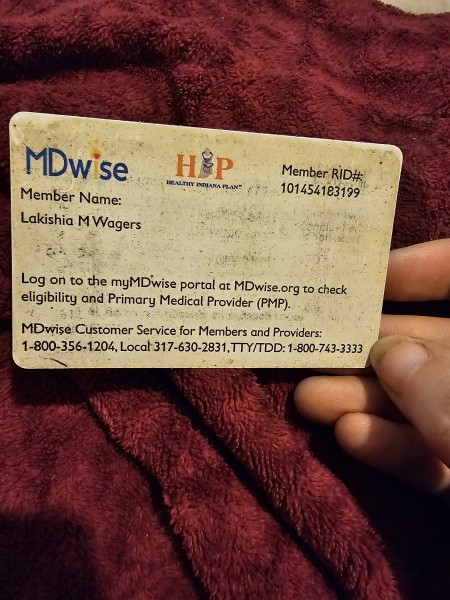 MDwise
HIP
HEALTHY INDIANA PLAN™
Member RID#:
101454183199
Member Name:
Lakishia M Wagers
Log on to the myMDwise portal at MDwise.org to check
eligibility and Primary Medical Provider (PMP).
MDwise Customer Service for Members and Providers:
1-800-356-1204, Local 317-630-2831, TTY/TDD: 1-800-743-3333